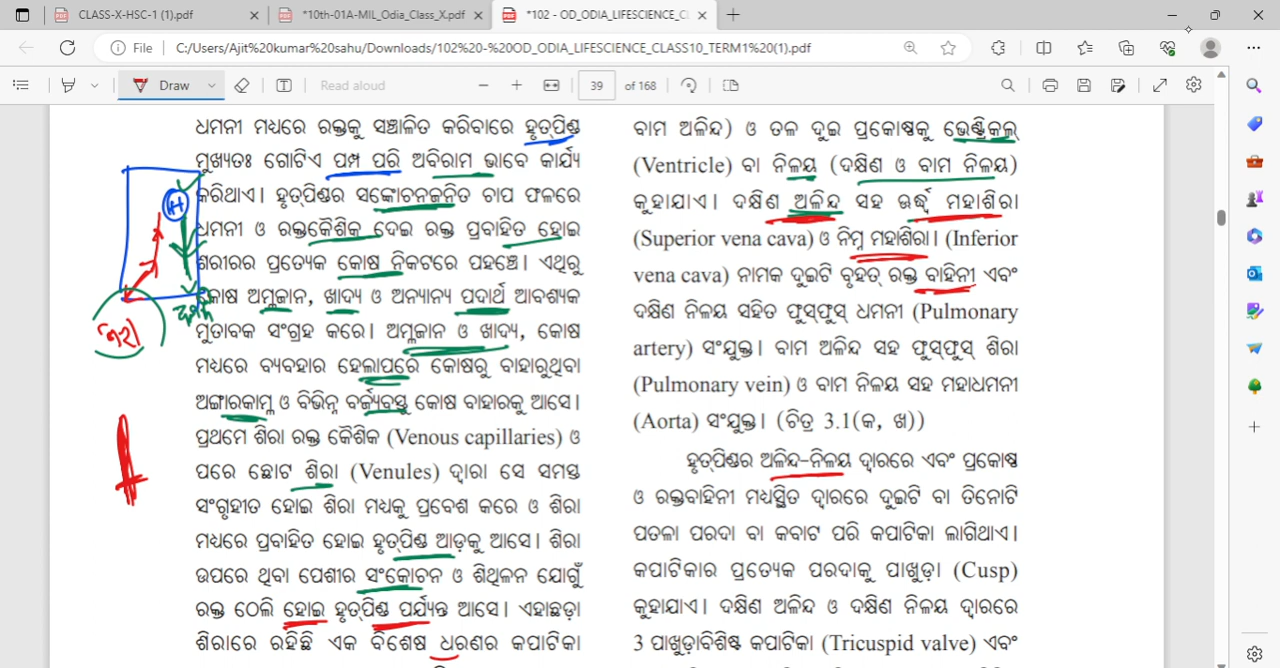 CLASS-X-HSC-1 (1).pdf
*10th-01A-MIL_Odia_Class_X.pdf
*102 - OD_ODIA_LIFESCIENCE_CL
File C:/Users/Ajit%20kumar%20sahu/Downloads/102%20-%20OD_ODIA_LIFESCIENCE_CLASS10_TERM1%20(1).pdf
Draw Read aloud 39 of 168
ଧମନୀ ମଧ୍ୟରେ ରକ୍ତକୁ ସଞ୍ଚାଳିତ କରିବାରେ ହୃତ୍‌ପିଣ୍ଡ
ମୁଖ୍ୟତଃ ଗୋଟିଏ ପମ୍ପ ପରି ଅବିରାମ ଭାବେ କାର୍ଯ୍ୟ
କରିଥାଏ। ହୃତ୍‌ପିଣ୍ଡର ସଙ୍କୋଚନଜନିତ ଚାପ ଫଳରେ
ଧମନୀ ଓ ରକ୍ତକୈଶିକ ଦେଇ ରକ୍ତ ପ୍ରବାହିତ ହୋଇ
ଶରୀରର ପ୍ରତ୍ୟେକ କୋଷ ନିକଟରେ ପହଞ୍ଚେ। ଏଥିରୁ
କୋଷ ଅମ୍ଳଜାନ, ଖାଦ୍ୟ ଓ ଅନ୍ୟାନ୍ୟ ପଦାର୍ଥ ଆବଶ୍ୟକ
ମୁତାବକ ସଂଗ୍ରହ କରେ। ଅମ୍ଳଜାନ ଓ ଖାଦ୍ୟ, କୋଷ
ମଧ୍ୟରେ ବ୍ୟବହାର ହେଲାପରେ କୋଷରୁ ବାହାରୁଥିବା
ଅଙ୍ଗାରକାମ୍ଳ ଓ ବିଭିନ୍ନ ବର୍ଜ୍ୟବସ୍ତୁ କୋଷ ବାହାରକୁ ଆସେ।
ପ୍ରଥମେ ଶିରା ରକ୍ତ କୈଶିକ (Venous capillaries) ଓ
ପରେ ଛୋଟ ଶିରା (Venules) ଦ୍ୱାରା ସେ ସମସ୍ତ
ସଂଗୃହୀତ ହୋଇ ଶିରା ମଧ୍ୟକୁ ପ୍ରବେଶ କରେ ଓ ଶିରା
ମଧ୍ୟରେ ପ୍ରବାହିତ ହୋଇ ହୃତ୍‌ପିଣ୍ଡ ଆଡ଼କୁ ଆସେ। ଶିରା
ଉପରେ ଥିବା ପେଶୀର ସଂକୋଚନ ଓ ଶିଥିଳନ ଯୋଗୁଁ
ରକ୍ତ ଠେଲି ହୋଇ ହୃତ୍‌ପିଣ୍ଡ ପର୍ଯ୍ୟନ୍ତ ଆସେ। ଏହାଛଡ଼ା
ଶିରାରେ ରହିଛି ଏକ ବିଶେଷ ଧରଣର କପାଟିକା
H
ଶିରା
ବାମ ଅଳିନ୍ଦ) ଓ ତଳ ଦୁଇ ପ୍ରକୋଷ୍ଠକୁ ଭେଣ୍ଟ୍ରିକଲ୍
(Ventricle) ବା ନିଳୟ (ଦକ୍ଷିଣ ଓ ବାମ ନିଳୟ)
କୁହାଯାଏ। ଦକ୍ଷିଣ ଅଳିନ୍ଦ ସହ ଊର୍ଦ୍ଧ୍ୱ ମହାଶିରା
(Superior vena cava) ଓ ନିମ୍ନ ମହାଶିରା। (Inferior
vena cava) ନାମକ ଦୁଇଟି ବୃହତ୍ ରକ୍ତ ବାହିନୀ ଏବଂ
ଦକ୍ଷିଣ ନିଳୟ ସହିତ ଫୁସ୍‌ଫୁସ୍ ଧମନୀ (Pulmonary
artery) ସଂଯୁକ୍ତ। ବାମ ଅଳିନ୍ଦ ସହ ଫୁସ୍‌ଫୁସ୍ ଶିରା
(Pulmonary vein) ଓ ବାମ ନିଳୟ ସହ ମହାଧମନୀ
(Aorta) ସଂଯୁକ୍ତ। (ଚିତ୍ର 3.1(କ, ଖ))
ହୃତ୍‌ପିଣ୍ଡର ଅଳିନ୍ଦ-ନିଳୟ ଦ୍ୱାରରେ ଏବଂ ପ୍ରକୋଷ୍ଠ
ଓ ରକ୍ତବାହିନୀ ମଧ୍ୟସ୍ଥିତ ଦ୍ୱାରରେ ଦୁଇଟି ବା ତିନୋଟି
ପତଳା ପରଦା ବା କବାଟ ପରି କପାଟିକା ଲାଗିଥାଏ।
କପାଟିକାର ପ୍ରତ୍ୟେକ ପରଦାକୁ ପାଖୁଡ଼ା (Cusp)
କୁହାଯାଏ। ଦକ୍ଷିଣ ଅଳିନ୍ଦ ଓ ଦକ୍ଷିଣ ନିଳୟ ଦ୍ୱାରରେ
3 ପାଖୁଡ଼ାବିଶିଷ୍ଟ କପାଟିକା (Tricuspid valve) ଏବଂ